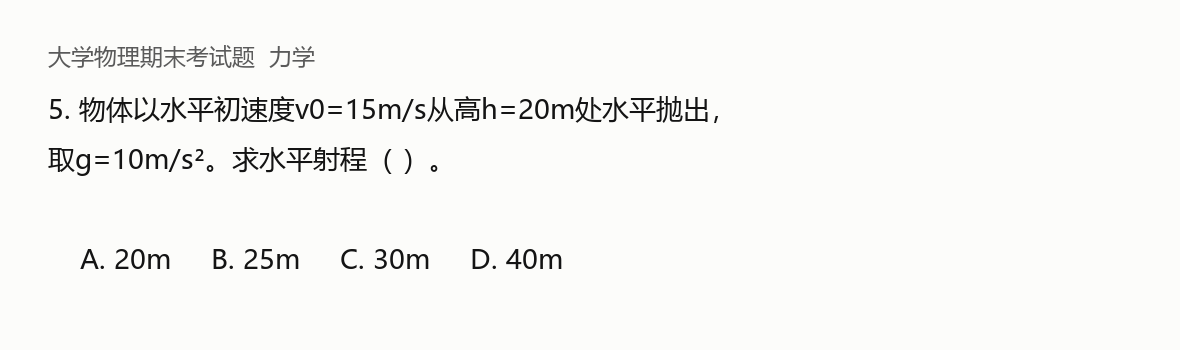 大学物理期末考试题 力学
5. 物体以水平初速度v0=15m/s从高h=20m处水平抛出，
取g=10m/s²。求水平射程（ ）。
A. 20m B. 25m C. 30m D. 40m